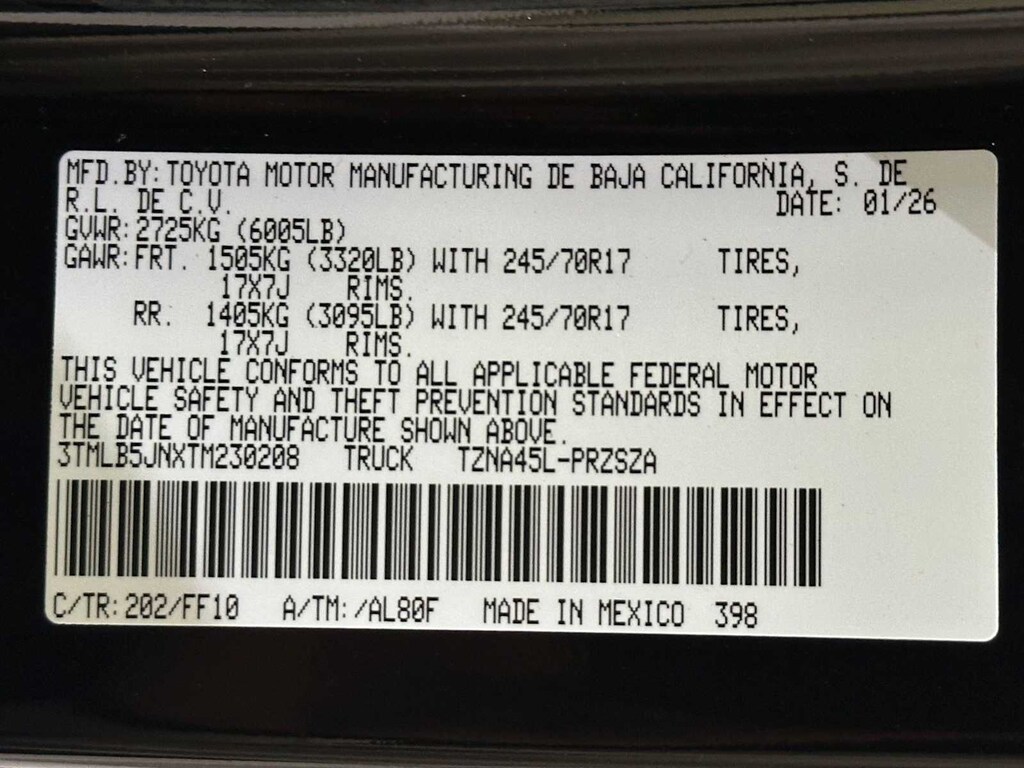 MFD.BY:TOYOTA MOTOR MANUFACTURING DE BAJA CALIFORNIA, S. DE
R.L. DE C.V. DATE: 01/26
GVWR:2725KG (6005LB)
GAWR:FRT. 1505KG (3320LB) WITH 245/70R17 TIRES,
17X7J RIMS.
RR. 1405KG (3095LB) WITH 245/70R17 TIRES,
17X7J RIMS.
THIS VEHICLE CONFORMS TO ALL APPLICABLE FEDERAL MOTOR
VEHICLE SAFETY AND THEFT PREVENTION STANDARDS IN EFFECT ON
THE DATE OF MANUFACTURE SHOWN ABOVE.
3TMLB5JNXTM230208 TRUCK TZNA45L-PRZSZA
C/TR:202/FF10 A/TM:/AL80F MADE IN MEXICO 398